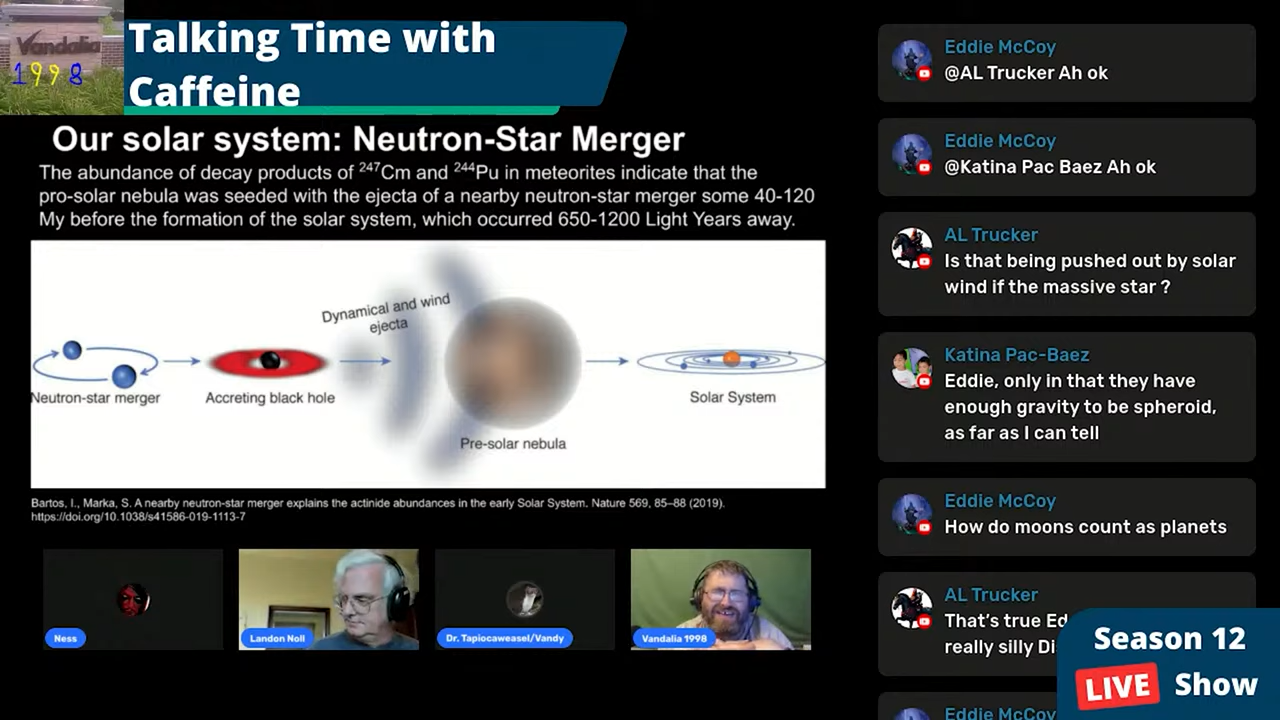 Vandalia
1998
Talking Time with
Caffeine
Our solar system: Neutron-Star Merger
The abundance of decay products of ²⁴⁷Cm and ²⁴⁴Pu in meteorites indicate that the
pro-solar nebula was seeded with the ejecta of a nearby neutron-star merger some 40-120
My before the formation of the solar system, which occurred 650-1200 Light Years away.
Dynamical and wind
ejecta
Neutron-star merger
Accreting black hole
Pre-solar nebula
Solar System
Bartos, I., Marka, S. A nearby neutron-star merger explains the actinide abundances in the early Solar System. Nature 569, 85–88 (2019).
https://doi.org/10.1038/s41586-019-1113-7
Ness
Landon Noll
Dr. Tapiocaweasel/Vandy
Vandalia 1998
Eddie McCoy
@AL Trucker Ah ok
Eddie McCoy
@Katina Pac Baez Ah ok
AL Trucker
Is that being pushed out by solar
wind if the massive star ?
Katina Pac-Baez
Eddie, only in that they have
enough gravity to be spheroid,
as far as I can tell
Eddie McCoy
How do moons count as planets
AL Trucker
That's true Ed
really silly Di
Eddie McCoy
Season 12
LIVE Show